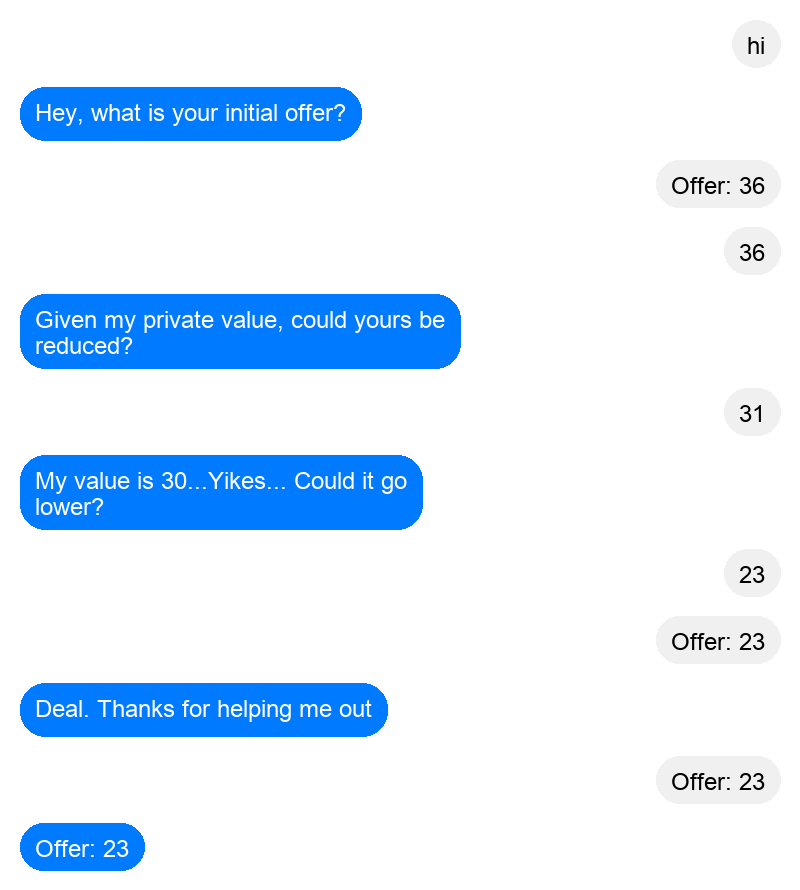 hi
Hey, what is your initial offer?
Offer: 36
36
Given my private value, could yours be
reduced?
31
My value is 30...Yikes... Could it go
lower?
23
Offer: 23
Deal. Thanks for helping me out
Offer: 23
Offer: 23